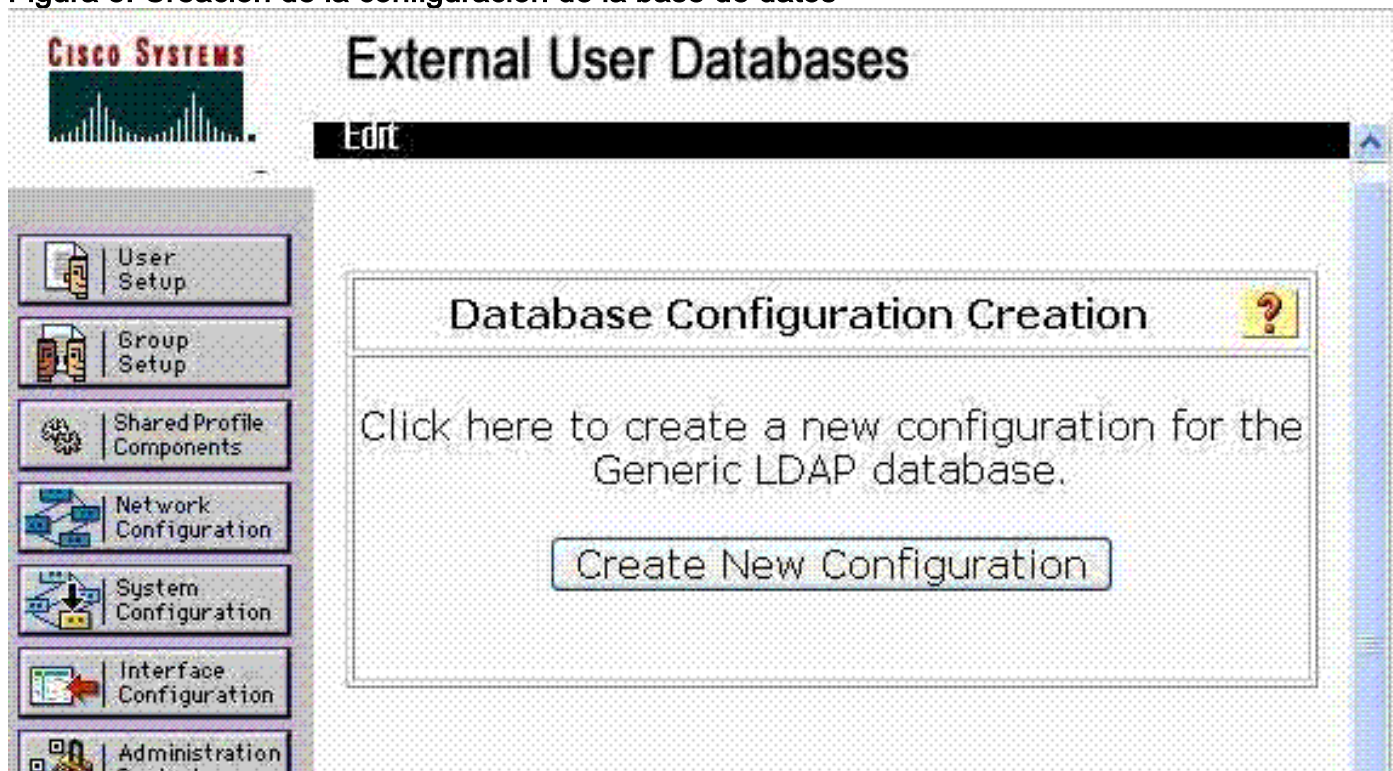 CISCO SYSTEMS
External User Databases
Edit
User
Setup
Group
Setup
Shared Profile
Components
Network
Configuration
System
Configuration
Interface
Configuration
Administration
Database Configuration Creation
?
Click here to create a new configuration for the
Generic LDAP database.
Create New Configuration